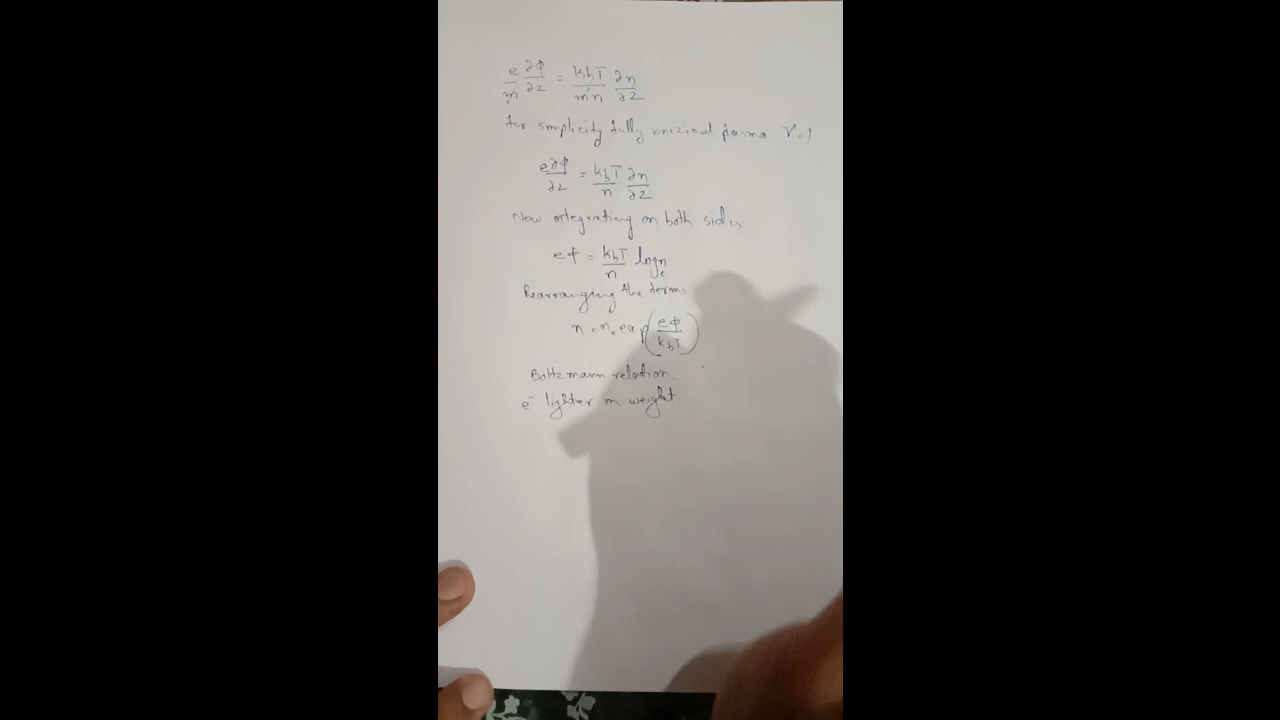 e/m ∂Φ/∂z = KbT/mn ∂n/∂z
for simplicity fully ionized plasma γ=1
e∂Φ/∂z = KbT/n ∂n/∂z
Now integrating on both sides
eΦ = KbT/n log n
Rearranging the terms
n = n₀ exp(eΦ/KbT)
Boltzmann relation.
e⁻ lighter in weight